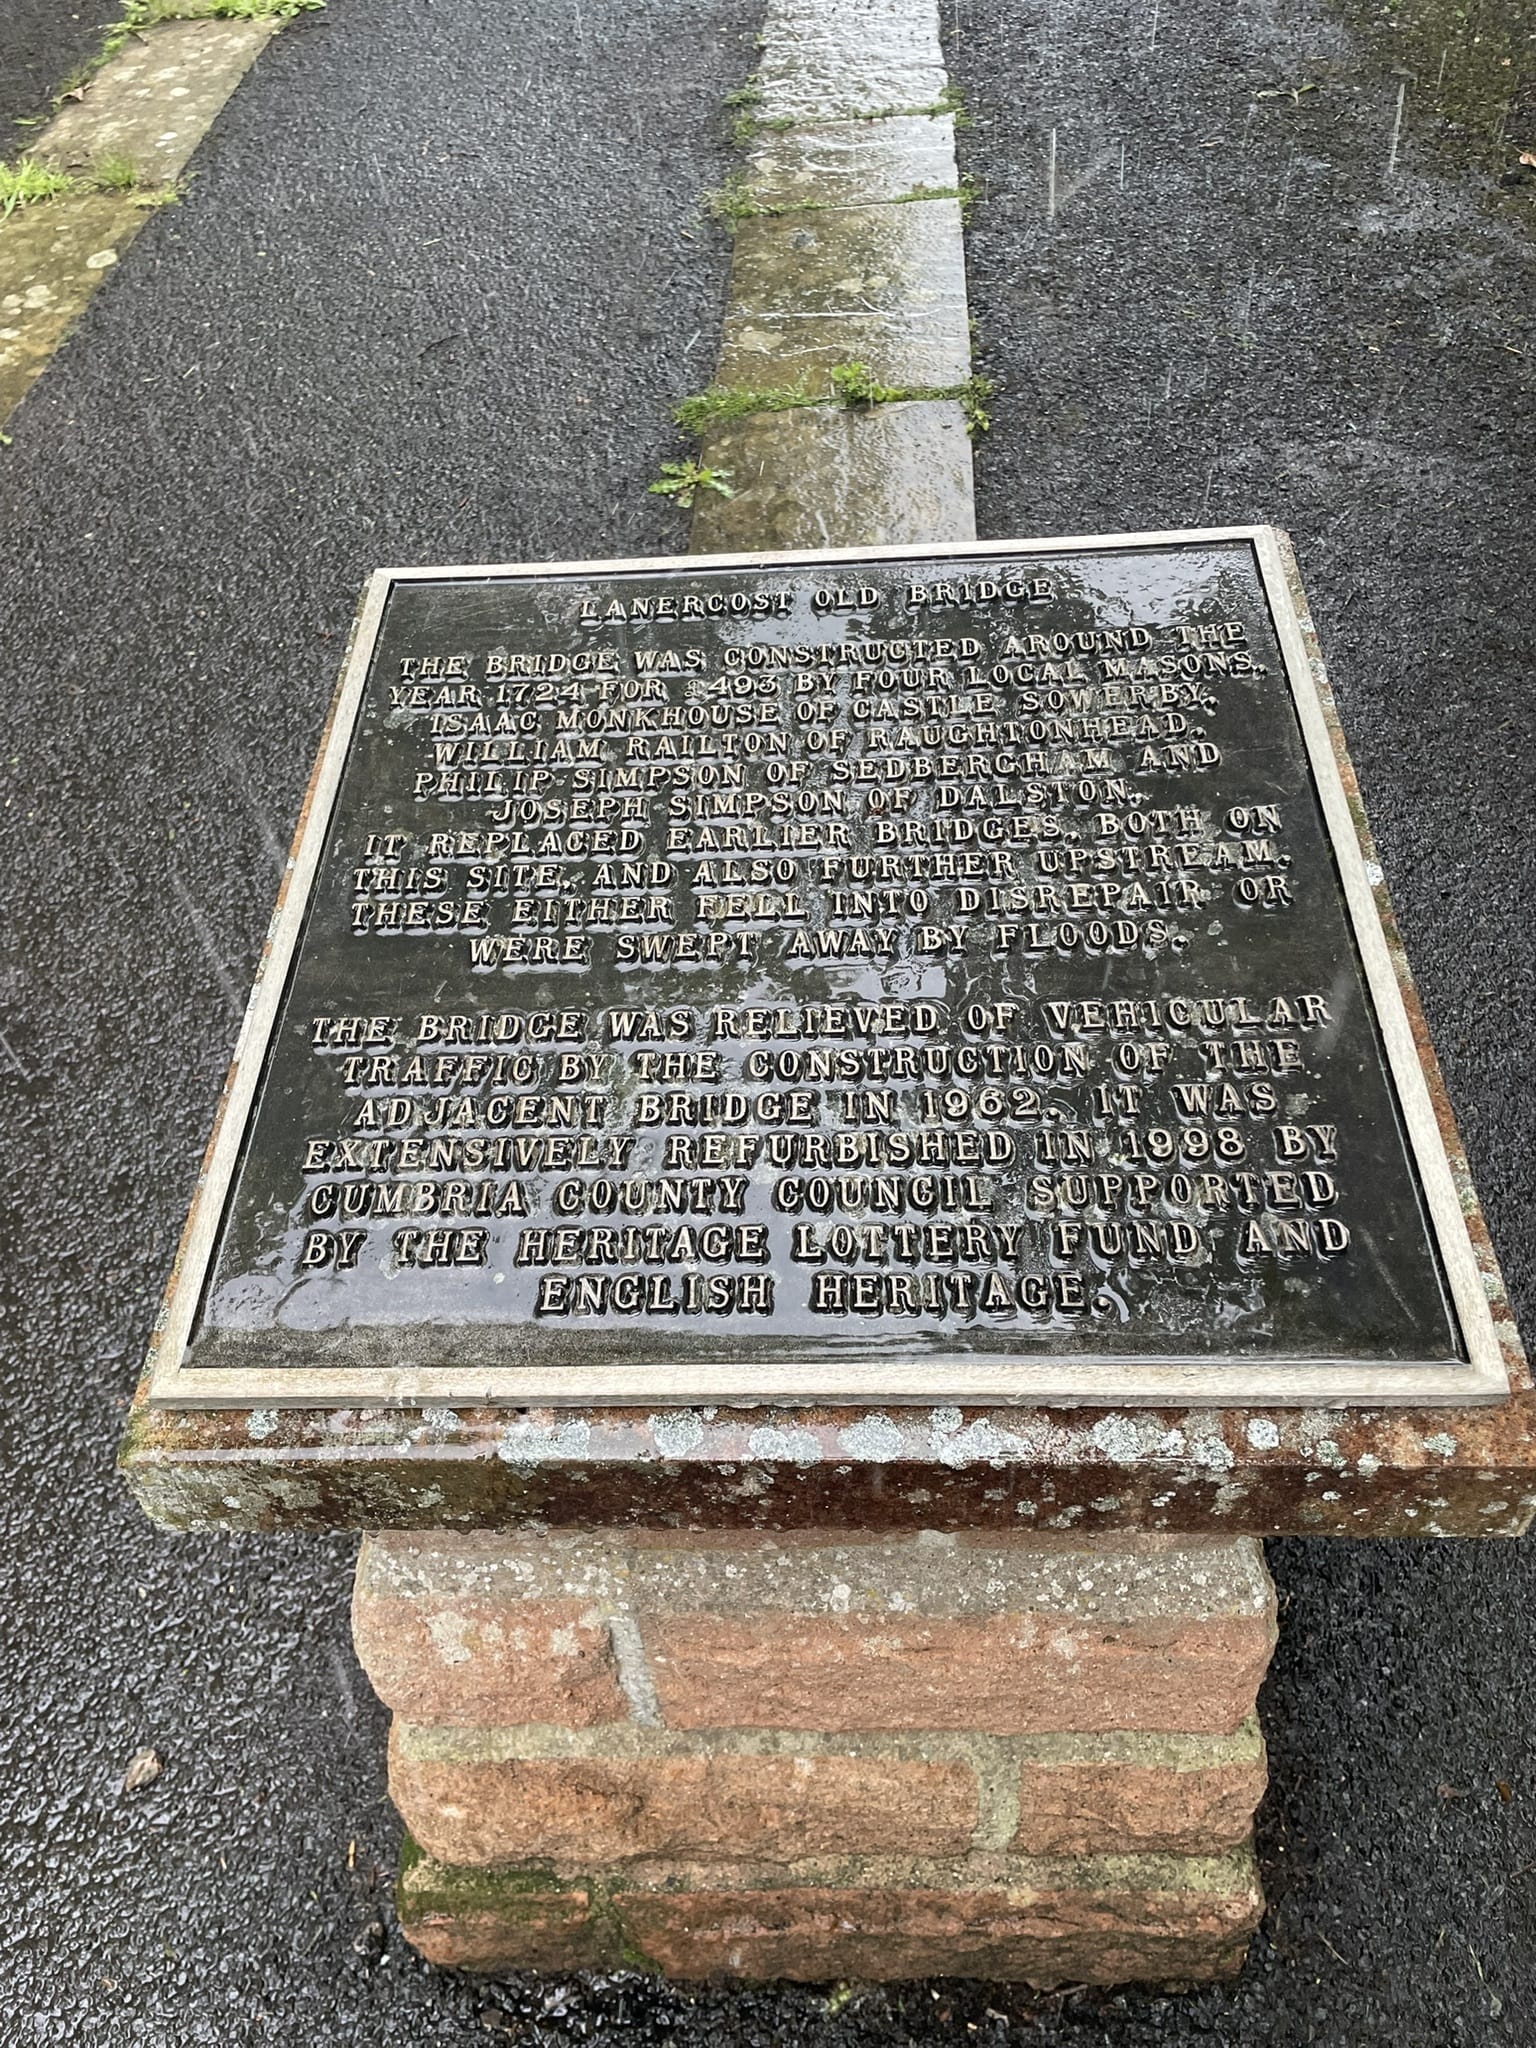 LANERCOST OLD BRIDGE
THE BRIDGE WAS CONSTRUCTED AROUND THE
YEAR 1724 FOR £493 BY FOUR LOCAL MASONS,
ISAAC MONKHOUSE OF CASTLE SOWERBY,
WILLIAM RAILTON OF RAUGHTONHEAD,
PHILIP SIMPSON OF SEDBERGHAM AND
JOSEPH SIMPSON OF DALSTON.
IT REPLACED EARLIER BRIDGES, BOTH ON
THIS SITE, AND ALSO FURTHER UPSTREAM.
THESE EITHER FELL INTO DISREPAIR OR
WERE SWEPT AWAY BY FLOODS.
THE BRIDGE WAS RELIEVED OF VEHICULAR
TRAFFIC BY THE CONSTRUCTION OF THE
ADJACENT BRIDGE IN 1962. IT WAS
EXTENSIVELY REFURBISHED IN 1998 BY
CUMBRIA COUNTY COUNCIL SUPPORTED
BY THE HERITAGE LOTTERY FUND AND
ENGLISH HERITAGE.